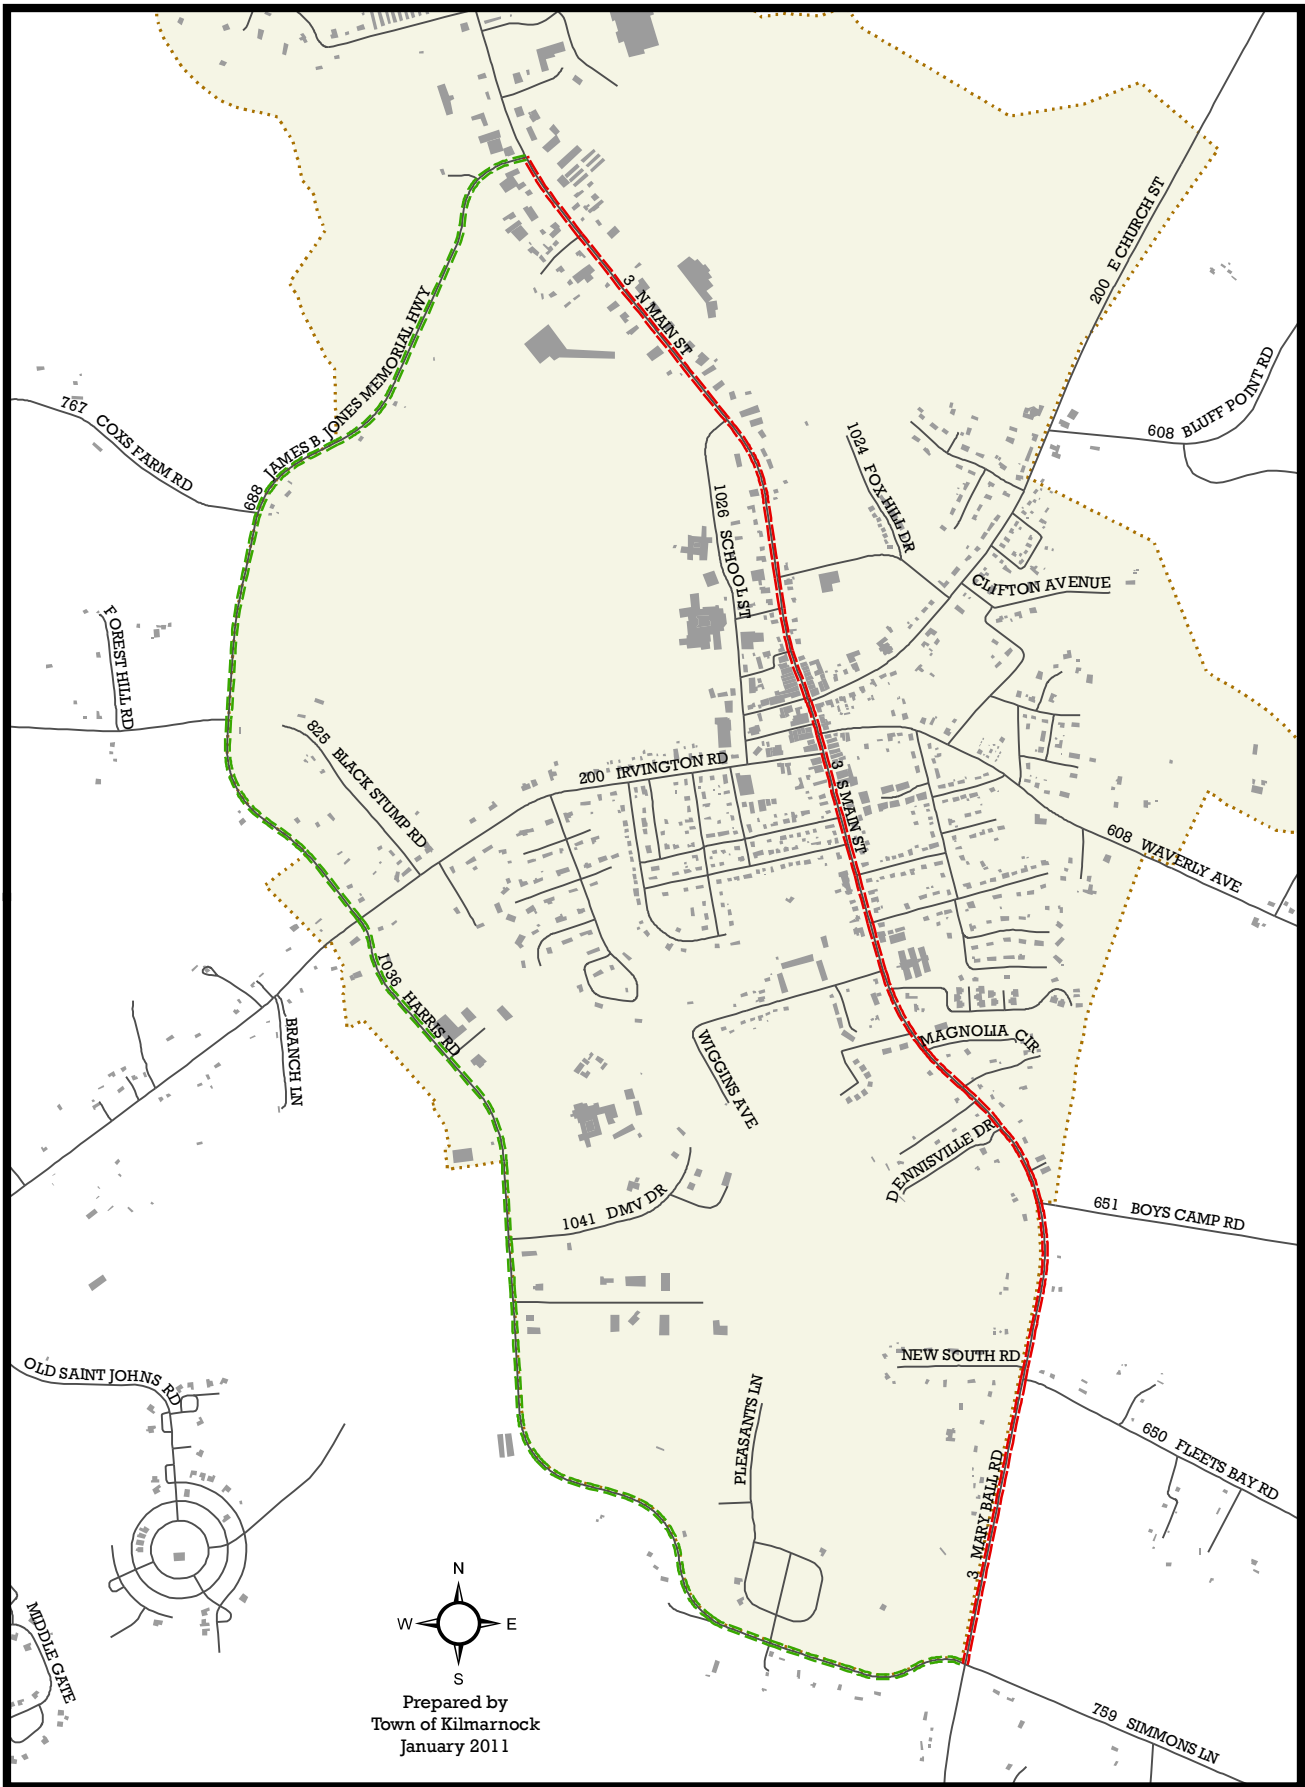 200 E CHURCH ST
3 N MAIN ST
688 JAMES B. JONES MEMORIAL HWY
608 BLUFF POINT RD
767 COXS FARM RD
1024 FOX HILL DR
1026 SCHOOL ST
CLIFTON AVENUE
FOREST HILL RD
825 BLACK STUMP RD
200 IRVINGTON RD
3 S MAIN ST
608 WAVERLY AVE
1036 HARRIS RD
BRANCH LN
WIGGINS AVE
MAGNOLIA CIR
DENNISVILLE DR
1041 DMV DR
651 BOYS CAMP RD
NEW SOUTH RD
OLD SAINT JOHNS RD
PLEASANTS LN
650 FLEETS BAY RD
3 MARY BALL RD
MIDDLE GATE
N
W E
S
Prepared by
Town of Kilmarnock
January 2011
759 SIMMONS LN